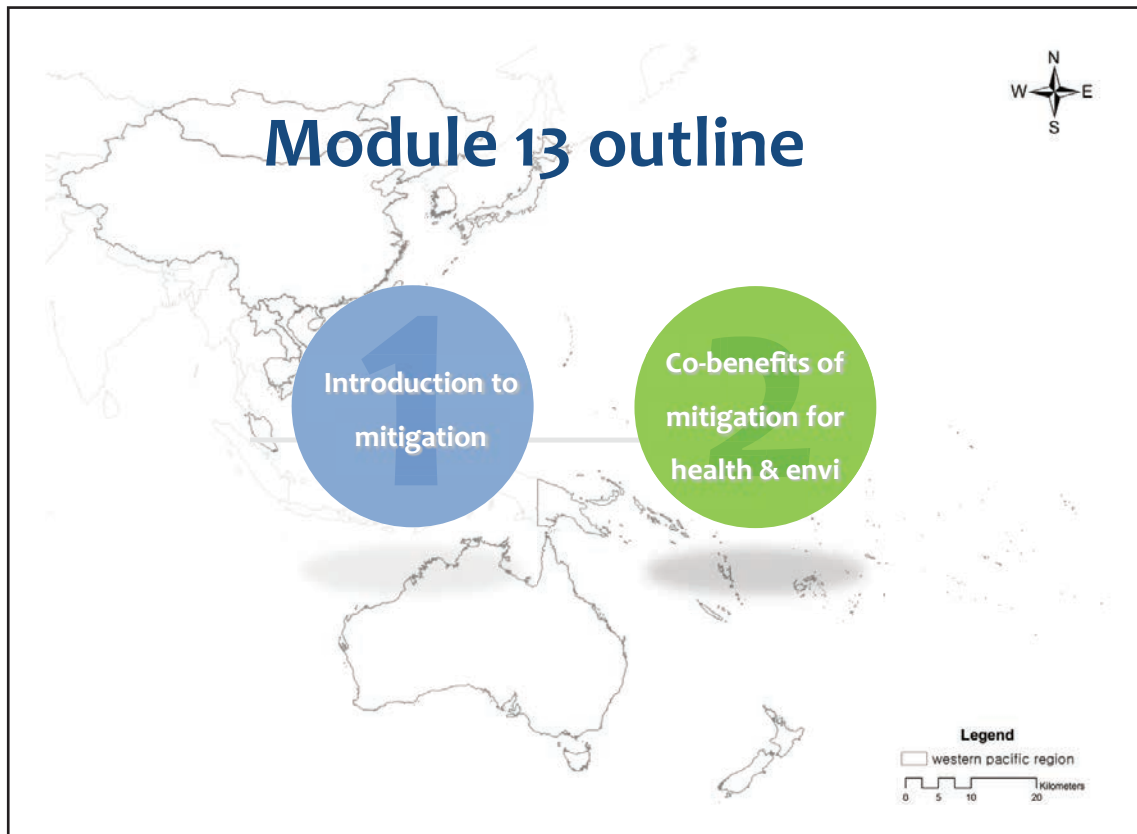 Module 13 outline
N
W E
S
1
Introduction to
mitigation
2
Co-benefits of
mitigation for
health & envi
Legend
western pacific region
Kilometers
0 5 10 20